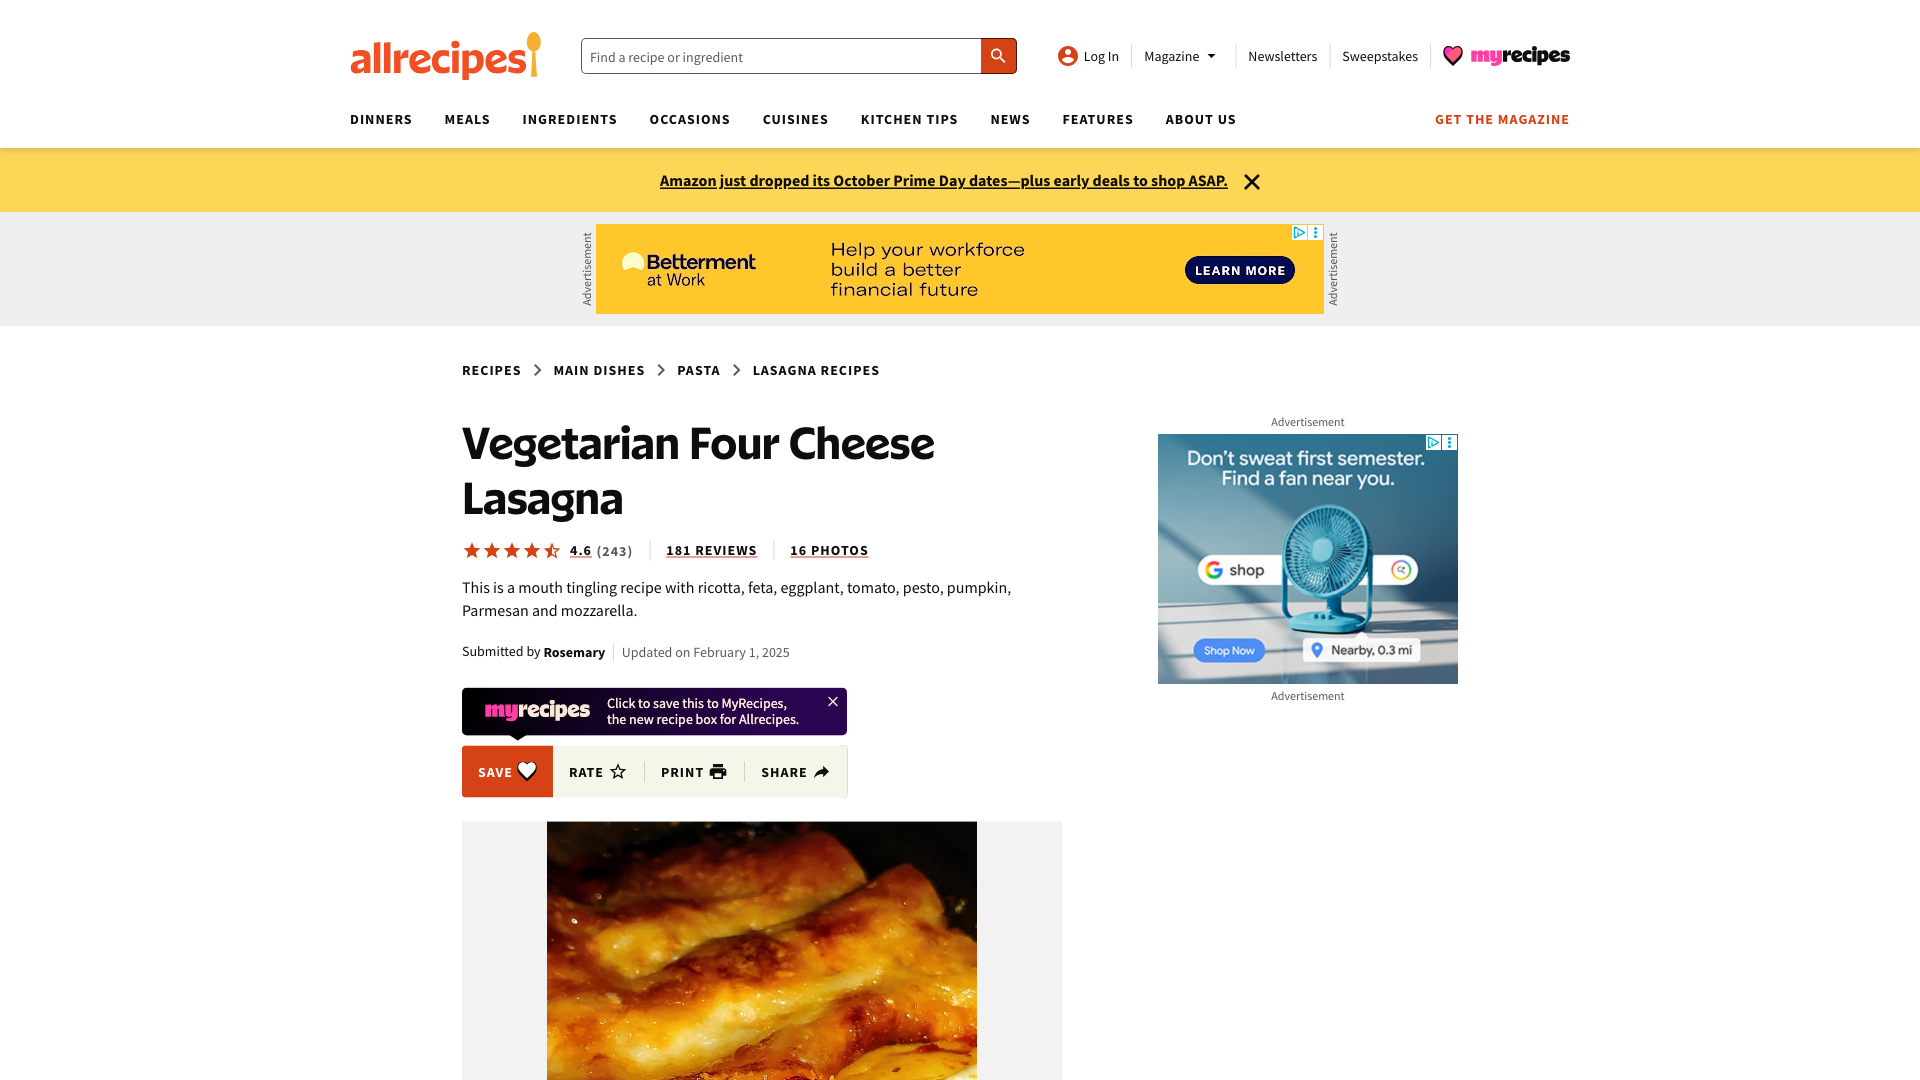 allrecipes
Find a recipe or ingredient
Log In
Magazine
Newsletters
Sweepstakes
myrecipes
DINNERS
MEALS
INGREDIENTS
OCCASIONS
CUISINES
KITCHEN TIPS
NEWS
FEATURES
ABOUT US
GET THE MAGAZINE
Amazon just dropped its October Prime Day dates—plus early deals to shop ASAP.
Advertisement
Betterment
at Work
Help your workforce
build a better
financial future
LEARN MORE
Advertisement
RECIPES
MAIN DISHES
PASTA
LASAGNA RECIPES
Vegetarian Four Cheese
Lasagna
4.6 (243)
181 REVIEWS
16 PHOTOS
This is a mouth tingling recipe with ricotta, feta, eggplant, tomato, pesto, pumpkin,
Parmesan and mozzarella.
Submitted by Rosemary
Updated on February 1, 2025
myrecipes
Click to save this to MyRecipes,
the new recipe box for Allrecipes.
SAVE
RATE
PRINT
SHARE
Advertisement
Don't sweat first semester.
Find a fan near you.
G shop
Shop Now
Nearby, 0.3 mi
Advertisement